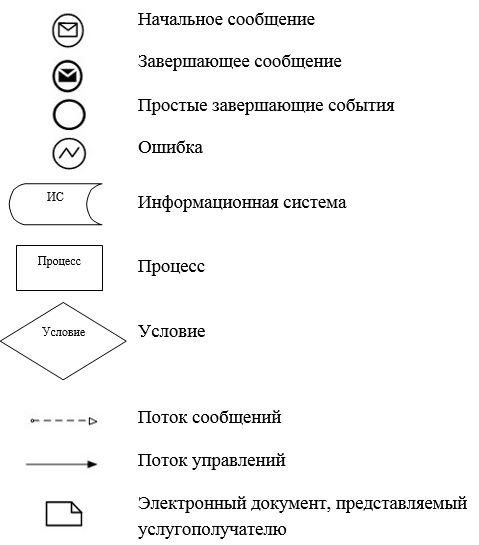 Начальное сообщение
Завершающее сообщение
Простые завершающие события
Ошибка
ИС
Информационная система
Процесс
Процесс
Условие
Условие
Поток сообщений
Поток управлений
Электронный документ, представляемый
услугополучателю